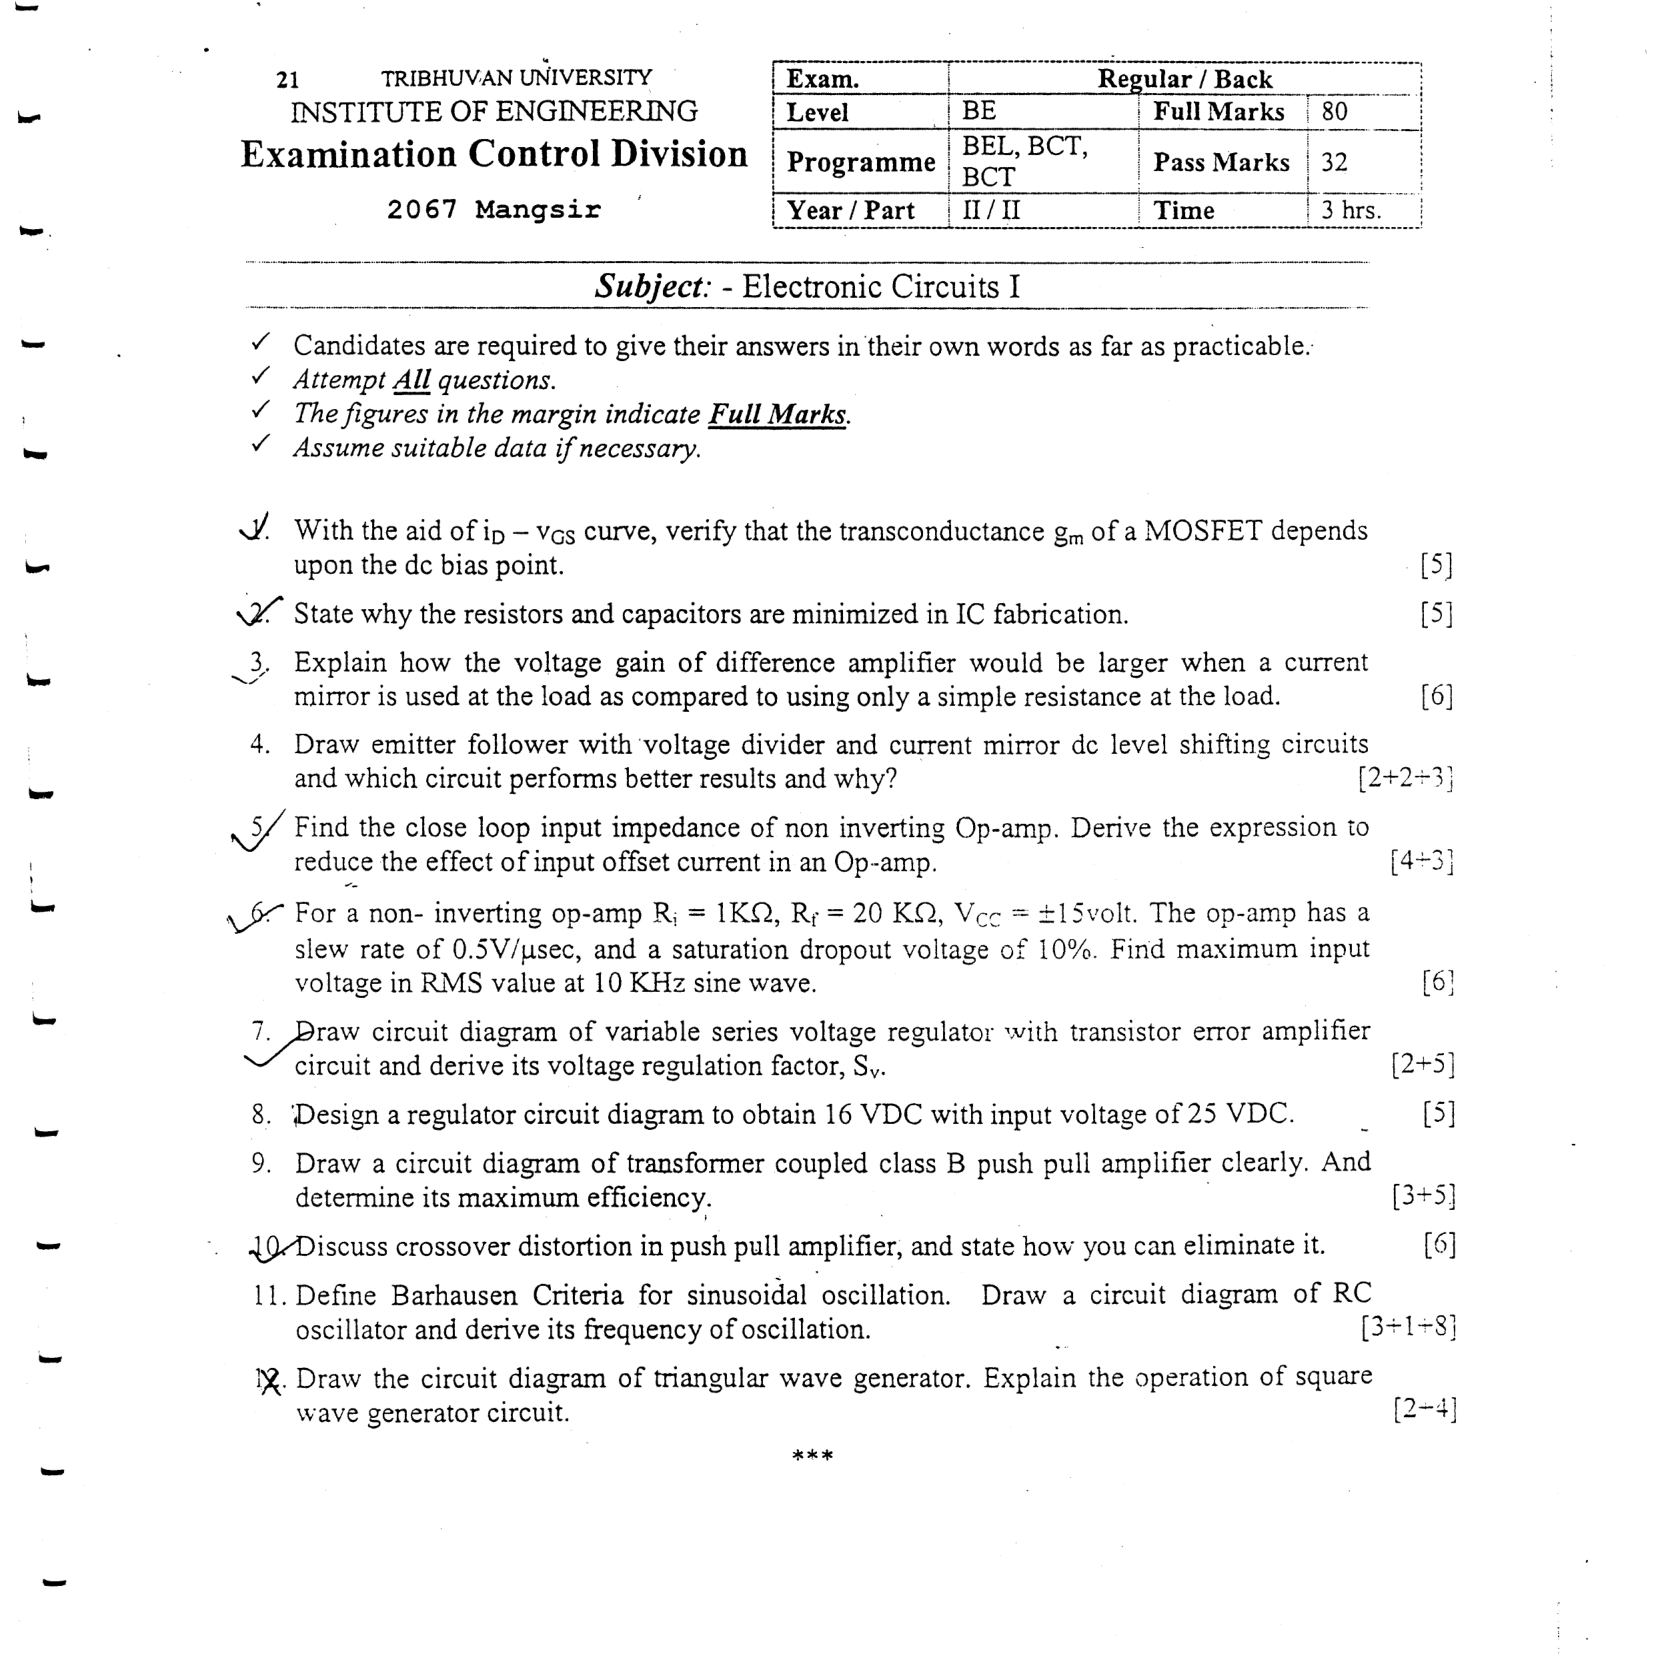 21 TRIBHUVAN UNIVERSITY
INSTITUTE OF ENGINEERING
Examination Control Division
2067 Mangsir
Exam. Regular / Back
Level BE Full Marks 80
Programme BEL, BCT, BCT Pass Marks 32
Year / Part II / II Time 3 hrs.
Subject: - Electronic Circuits I
✓ Candidates are required to give their answers in their own words as far as practicable.
✓ Attempt All questions.
✓ The figures in the margin indicate Full Marks.
✓ Assume suitable data if necessary.
1. With the aid of iD – vGS curve, verify that the transconductance gm of a MOSFET depends
upon the dc bias point. [5]
2. State why the resistors and capacitors are minimized in IC fabrication. [5]
3. Explain how the voltage gain of difference amplifier would be larger when a current
mirror is used at the load as compared to using only a simple resistance at the load. [6]
4. Draw emitter follower with voltage divider and current mirror dc level shifting circuits
and which circuit performs better results and why? [2+2+3]
5. Find the close loop input impedance of non inverting Op-amp. Derive the expression to
reduce the effect of input offset current in an Op-amp. [4+3]
6. For a non- inverting op-amp Ri = 1KΩ, Rf = 20 KΩ, VCC = ±15volt. The op-amp has a
slew rate of 0.5V/μsec, and a saturation dropout voltage of 10%. Find maximum input
voltage in RMS value at 10 KHz sine wave. [6]
7. Draw circuit diagram of variable series voltage regulator with transistor error amplifier
circuit and derive its voltage regulation factor, Sv. [2+5]
8. Design a regulator circuit diagram to obtain 16 VDC with input voltage of 25 VDC. [5]
9. Draw a circuit diagram of transformer coupled class B push pull amplifier clearly. And
determine its maximum efficiency. [3+5]
10. Discuss crossover distortion in push pull amplifier, and state how you can eliminate it. [6]
11. Define Barhausen Criteria for sinusoidal oscillation. Draw a circuit diagram of RC
oscillator and derive its frequency of oscillation. [3+1+8]
12. Draw the circuit diagram of triangular wave generator. Explain the operation of square
wave generator circuit. [2+4]
***